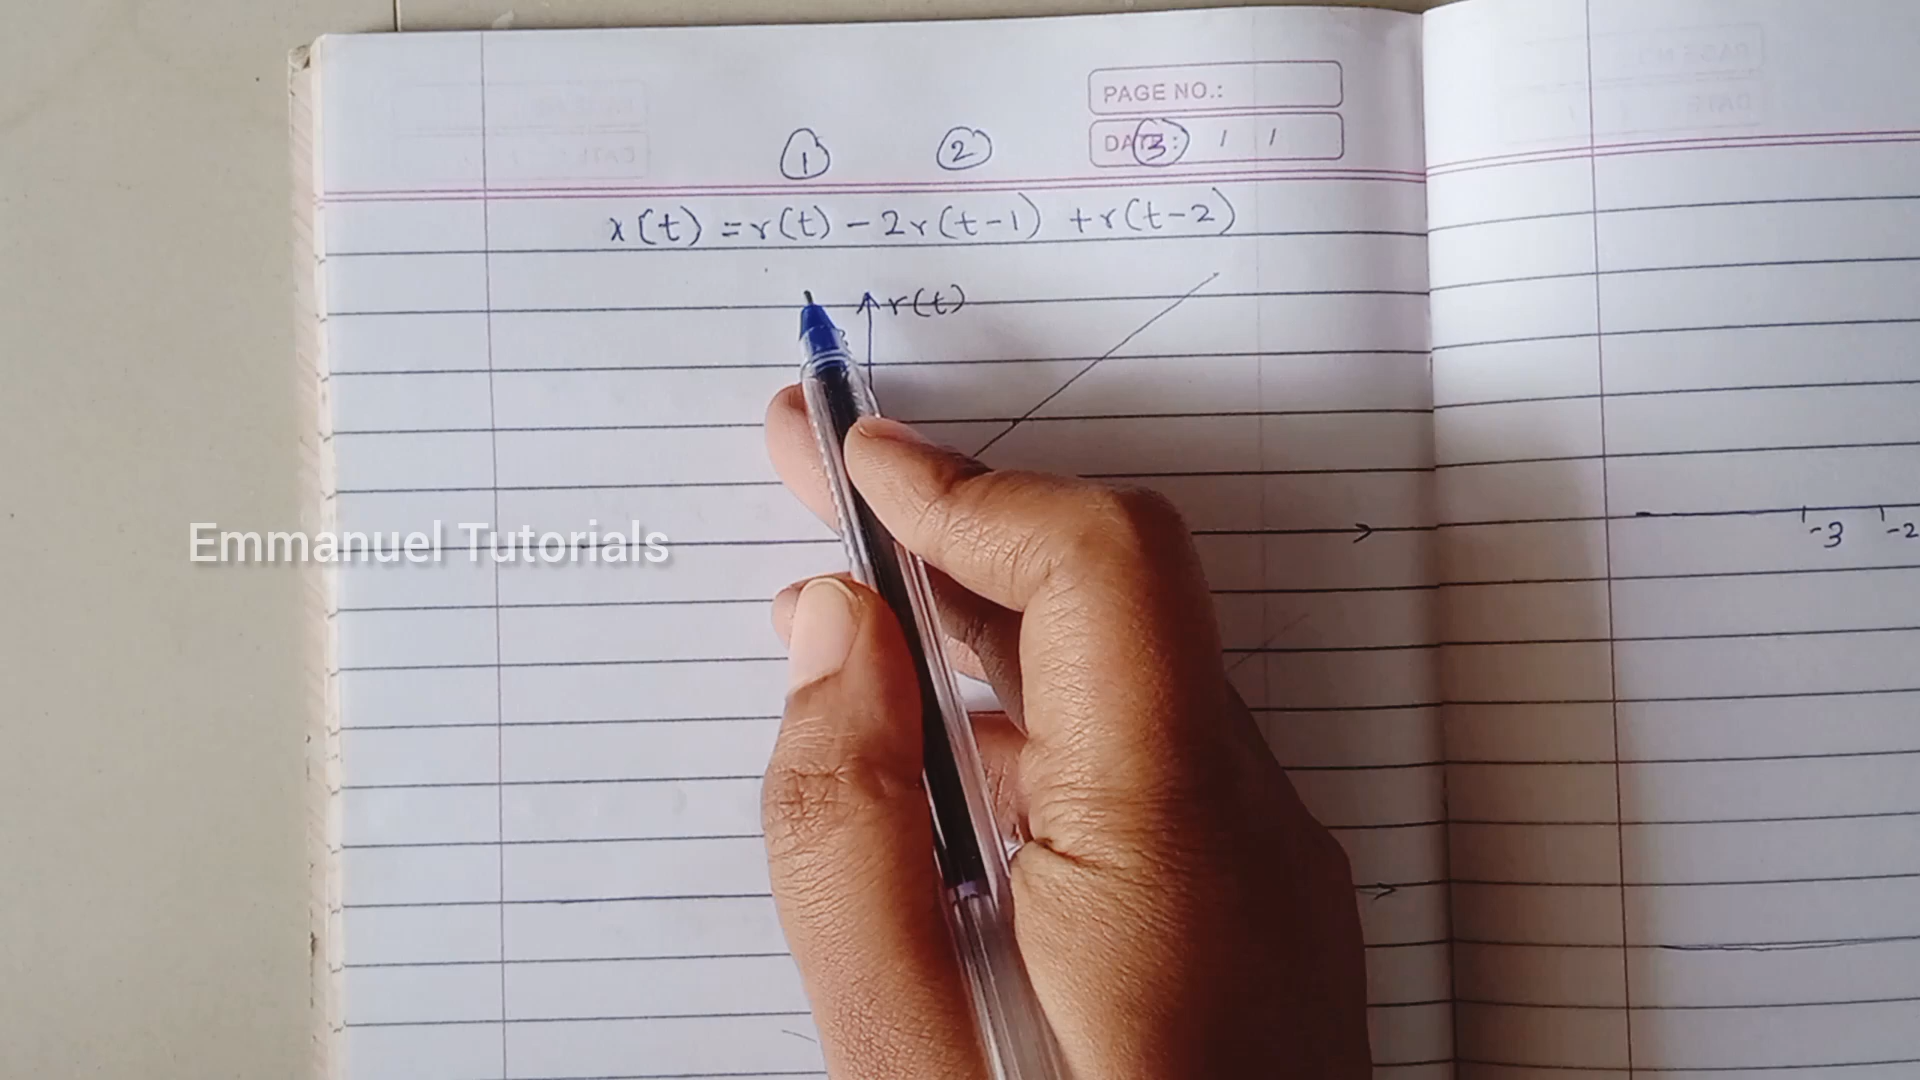 PAGE NO.:
① ② DATE: / / ③
x(t) = r(t) - 2r(t-1) + r(t-2)
r(t)
Emmanuel Tutorials
-3 -2